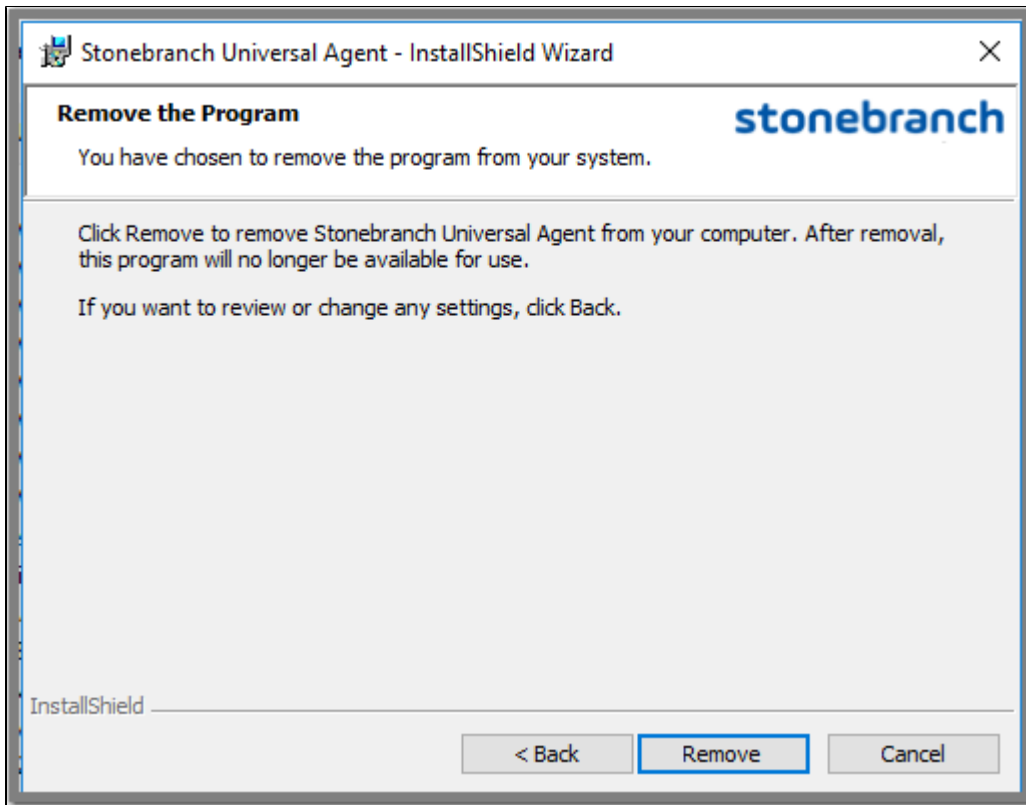 Stonebranch Universal Agent - InstallShield Wizard
Remove the Program
stonebranch
You have chosen to remove the program from your system.
Click Remove to remove Stonebranch Universal Agent from your computer. After removal,
this program will no longer be available for use.
If you want to review or change any settings, click Back.
InstallShield
< Back
Remove
Cancel